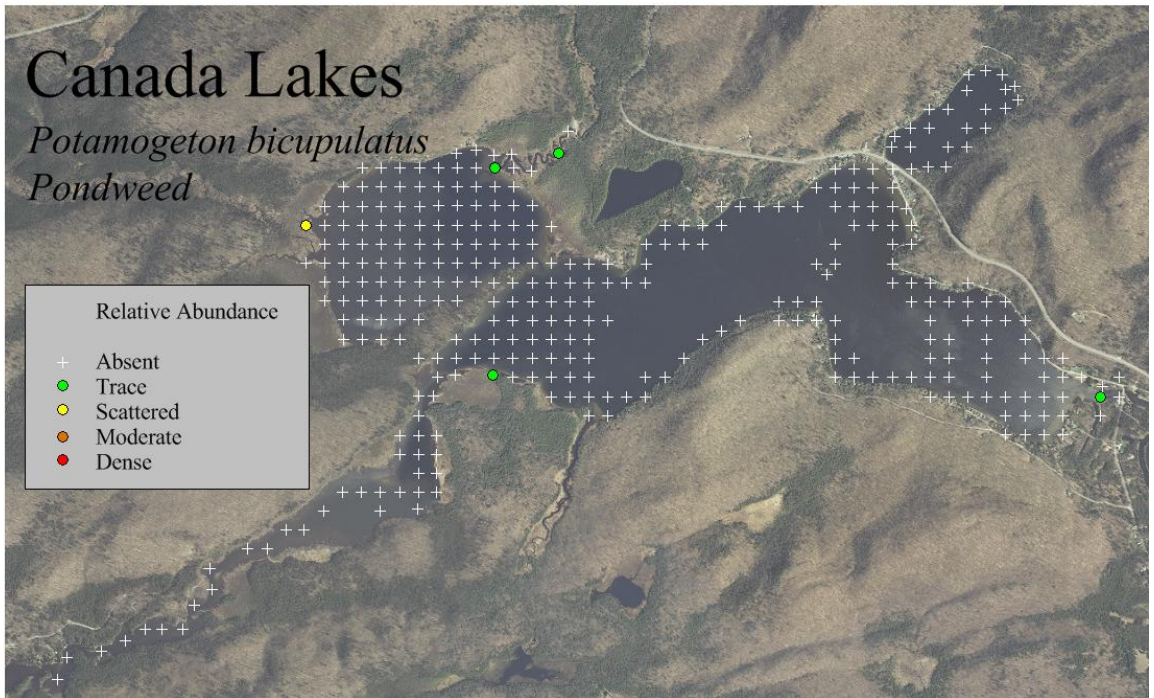 Canada Lakes
Potamogeton bicupulatus
Pondweed
Relative Abundance
Absent
Trace
Scattered
Moderate
Dense